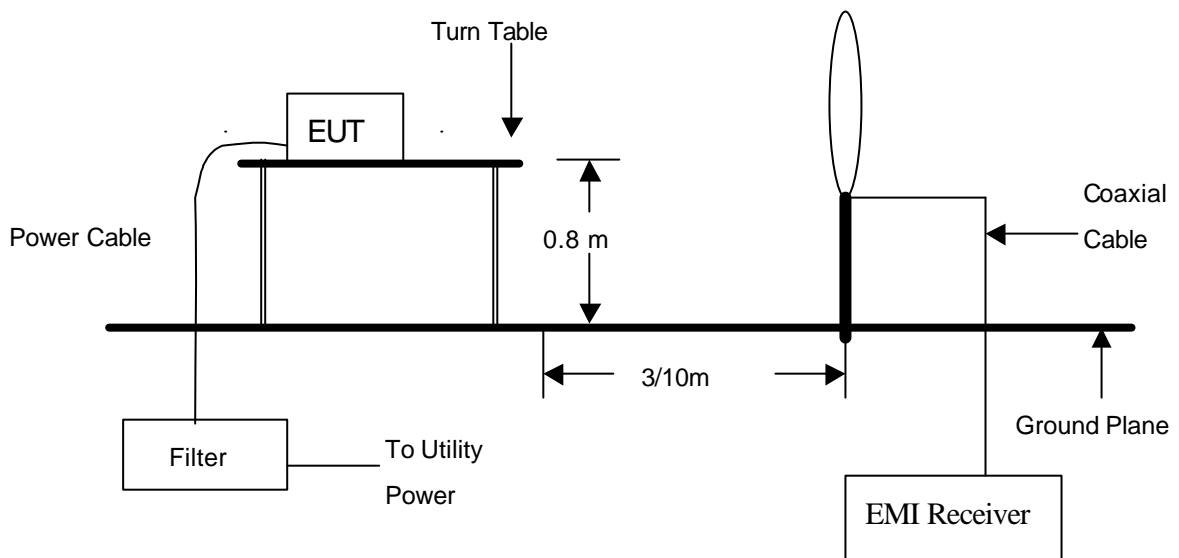 Turn Table
EUT
Power Cable
0.8 m
Coaxial
Cable
3/10m
Ground Plane
Filter
To Utility
Power
EMI Receiver